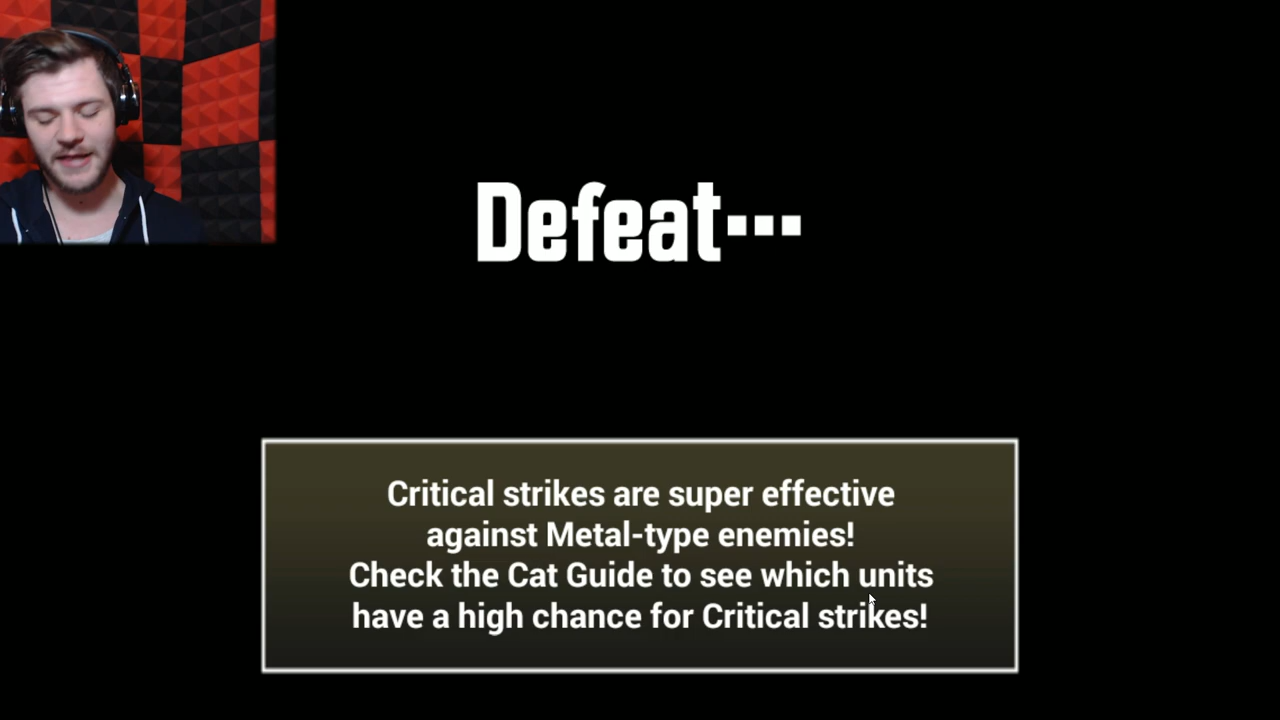 Defeat...
Critical strikes are super effective
against Metal-type enemies!
Check the Cat Guide to see which units
have a high chance for Critical strikes!